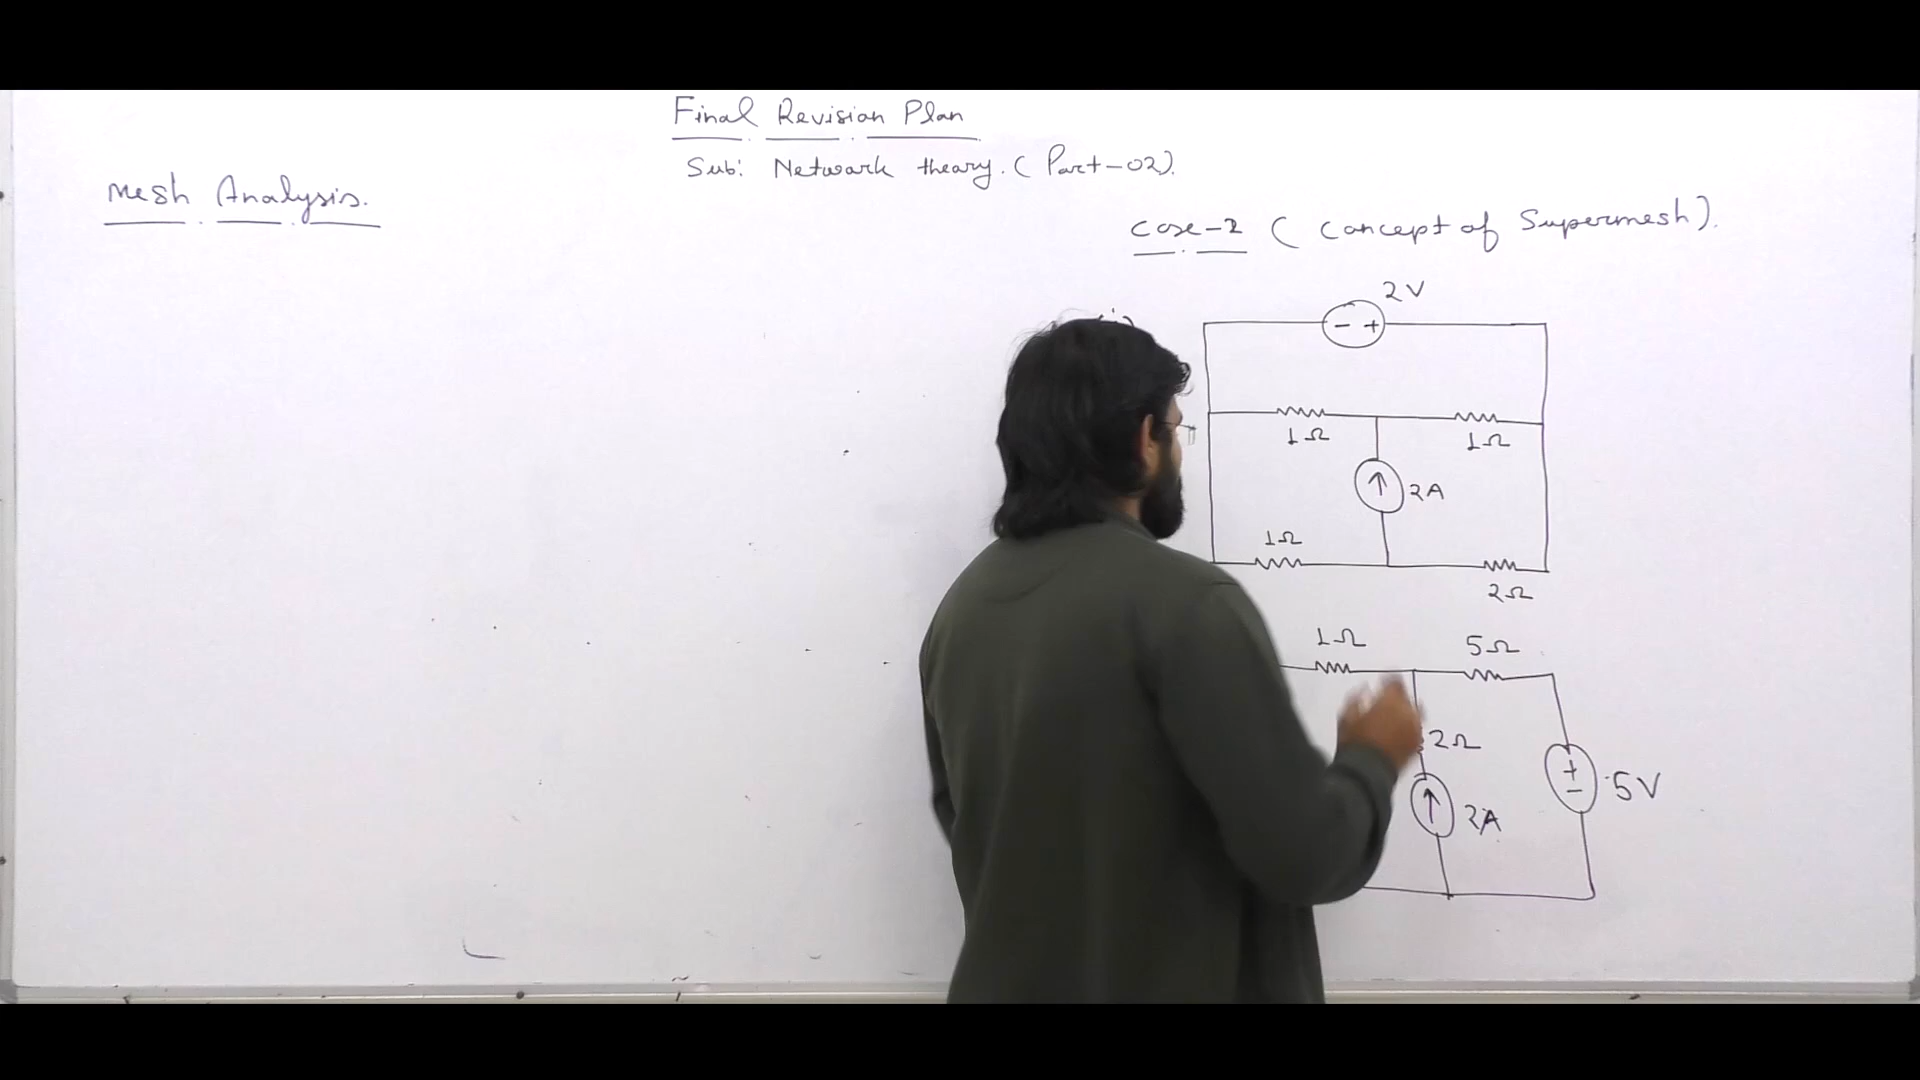 Final Revision Plan
Sub: Network theory. (Part-02).
Mesh Analysis.
Case-2 (Concept of Supermesh).
2V
- +
1Ω 1Ω
2A
1Ω
2Ω
1Ω 5Ω
2Ω
+
-
5V
2A